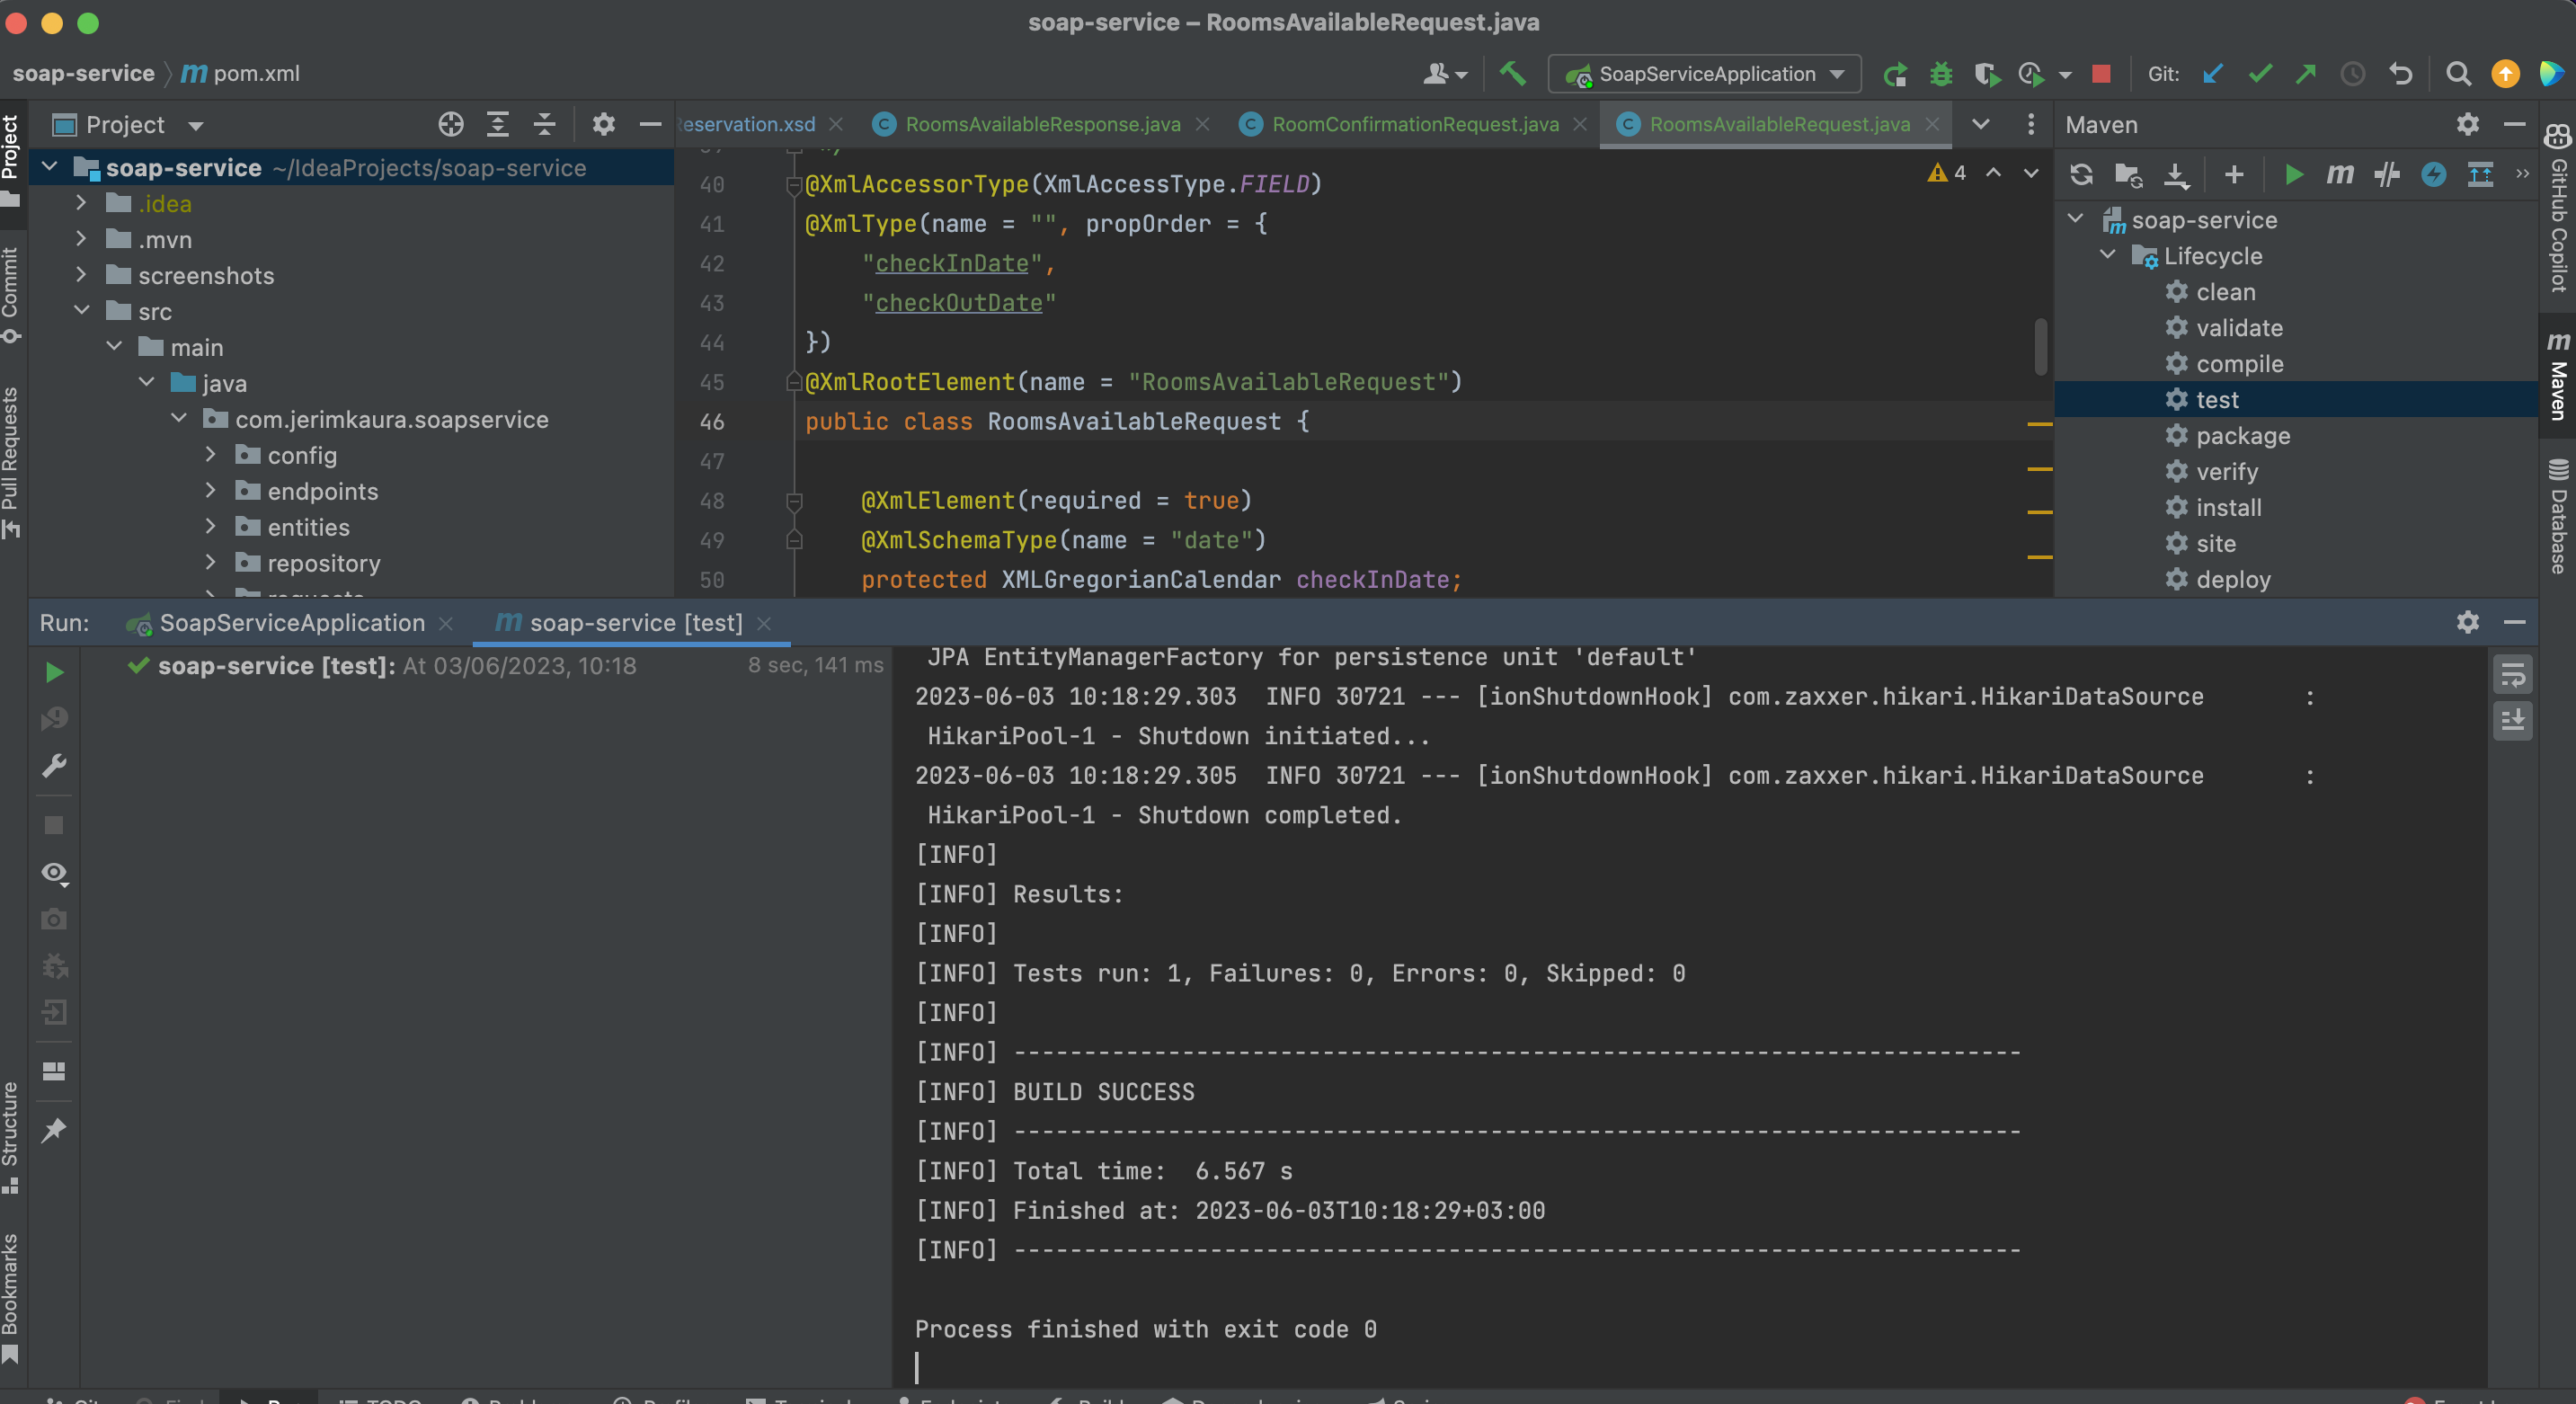 soap-service – RoomsAvailableRequest.java
soap-service pom.xml
SoapServiceApplication
Git:
Project
eservation.xsd
RoomsAvailableResponse.java
RoomConfirmationRequest.java
RoomsAvailableRequest.java
Maven
soap-service ~/IdeaProjects/soap-service
.idea
.mvn
screenshots
src
main
java
com.jerimkaura.soapservice
config
endpoints
entities
repository
requests
4
40 @XmlAccessorType(XmlAccessType.FIELD)
41 @XmlType(name = "", propOrder = {
42 "checkInDate",
43 "checkOutDate"
44 })
45 @XmlRootElement(name = "RoomsAvailableRequest")
46 public class RoomsAvailableRequest {
47
48 @XmlElement(required = true)
49 @XmlSchemaType(name = "date")
50 protected XMLGregorianCalendar checkInDate;
soap-service
Lifecycle
clean
validate
compile
test
package
verify
install
site
deploy
Project
Commit
Pull Requests
Structure
Bookmarks
GitHub Copilot
Maven
Database
Run: SoapServiceApplication soap-service [test]
soap-service [test]: At 03/06/2023, 10:18 8 sec, 141 ms
JPA EntityManagerFactory for persistence unit 'default'
2023-06-03 10:18:29.303 INFO 30721 --- [ionShutdownHook] com.zaxxer.hikari.HikariDataSource :
HikariPool-1 - Shutdown initiated...
2023-06-03 10:18:29.305 INFO 30721 --- [ionShutdownHook] com.zaxxer.hikari.HikariDataSource :
HikariPool-1 - Shutdown completed.
[INFO]
[INFO] Results:
[INFO]
[INFO] Tests run: 1, Failures: 0, Errors: 0, Skipped: 0
[INFO]
[INFO] ------------------------------------------------------------------------
[INFO] BUILD SUCCESS
[INFO] ------------------------------------------------------------------------
[INFO] Total time: 6.567 s
[INFO] Finished at: 2023-06-03T10:18:29+03:00
[INFO] ------------------------------------------------------------------------
Process finished with exit code 0